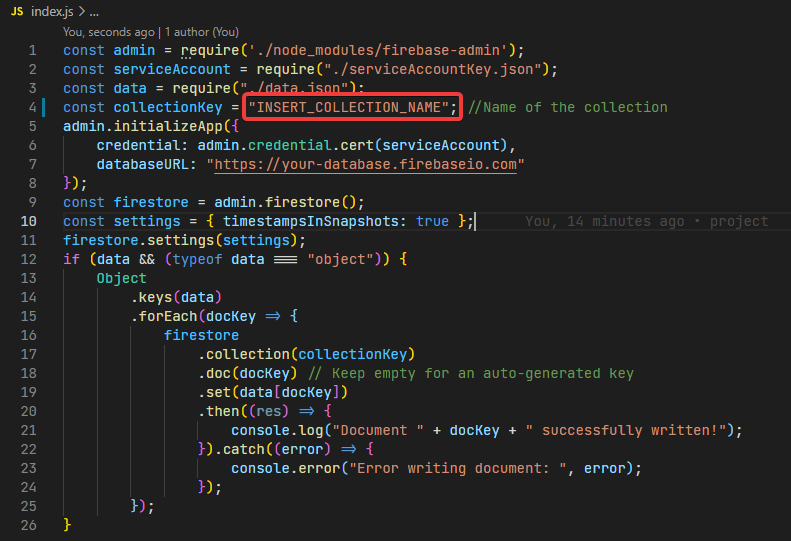 JS index.js > ...
You, seconds ago | 1 author (You)
1 const admin = require('./node_modules/firebase-admin');
2 const serviceAccount = require("./serviceAccountKey.json");
3 const data = require("./data.json");
4 const collectionKey = "INSERT_COLLECTION_NAME"; //Name of the collection
5 admin.initializeApp({
6 credential: admin.credential.cert(serviceAccount),
7 databaseURL: "https://your-database.firebaseio.com"
8 });
9 const firestore = admin.firestore();
10 const settings = { timestampsInSnapshots: true }; You, 14 minutes ago • project
11 firestore.settings(settings);
12 if (data && (typeof data === "object")) {
13 Object
14 .keys(data)
15 .forEach(docKey => {
16 firestore
17 .collection(collectionKey)
18 .doc(docKey) // Keep empty for an auto-generated key
19 .set(data[docKey])
20 .then((res) => {
21 console.log("Document " + docKey + " successfully written!");
22 }).catch((error) => {
23 console.error("Error writing document: ", error);
24 });
25 });
26 }